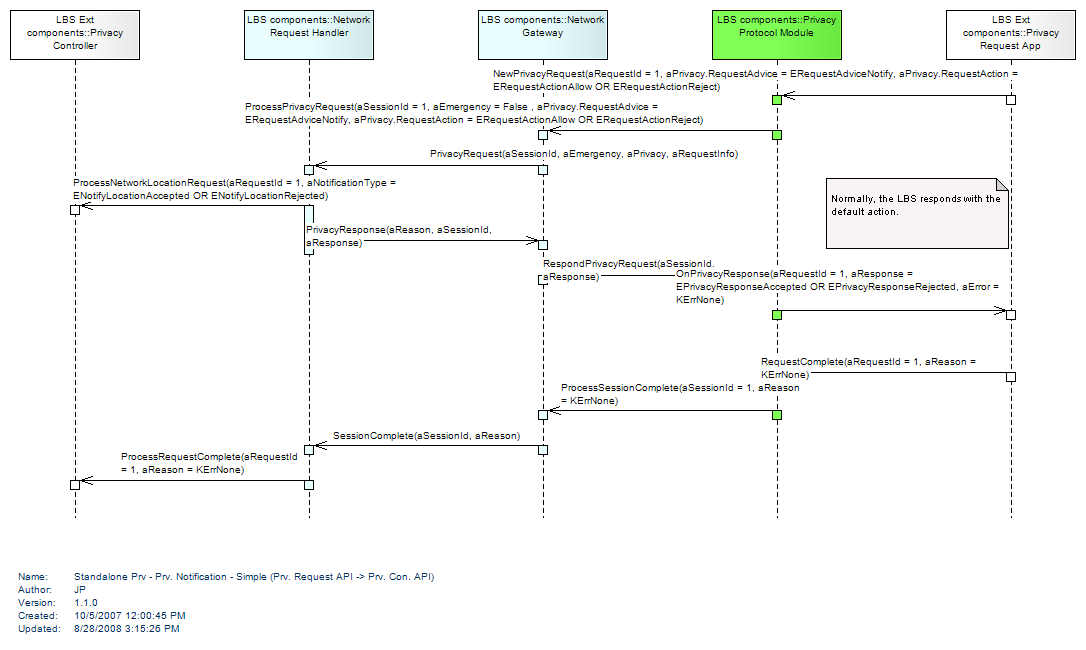 LBS Ext
components::Privacy
Controller
LBS components::Network
Request Handler
LBS components::Network
Gateway
LBS components::Privacy
Protocol Module
LBS Ext
components::Privacy
Request App
NewPrivacyRequest(aRequestId = 1, aPrivacy.RequestAdvice = ERequestAdviceNotify, aPrivacy.RequestAction =
ERequestActionAllow OR ERequestActionReject)
ProcessPrivacyRequest(aSessionId = 1, aEmergency = False , aPrivacy.RequestAdvice =
ERequestAdviceNotify, aPrivacy.RequestAction = ERequestActionAllow OR ERequestActionReject)
PrivacyRequest(aSessionId, aEmergency, aPrivacy, aRequestInfo)
ProcessNetworkLocationRequest(aRequestId = 1, aNotificationType =
ENotifyLocationAccepted OR ENotifyLocationRejected)
Normally, the LBS responds with the
default action.
PrivacyResponse(aReason, aSessionId,
aResponse)
RespondPrivacyRequest(aSessionId.
aResponse)
OnPrivacyResponse(aRequestId = 1, aResponse =
EPrivacyResponseAccepted OR EPrivacyResponseRejected, aError =
KErrNone)
RequestComplete(aRequestId = 1, aReason =
KErrNone)
ProcessSessionComplete(aSessionId = 1, aReason
= KErrNone)
SessionComplete(aSessionId, aReason)
ProcessRequestComplete(aRequestId
= 1, aReason = KErrNone)
Name: Standalone Prv - Prv. Notification - Simple (Prv. Request API -> Prv. Con. API)
Author: JP
Version: 1.1.0
Created: 10/5/2007 12:00:45 PM
Updated: 8/28/2008 3:15:26 PM